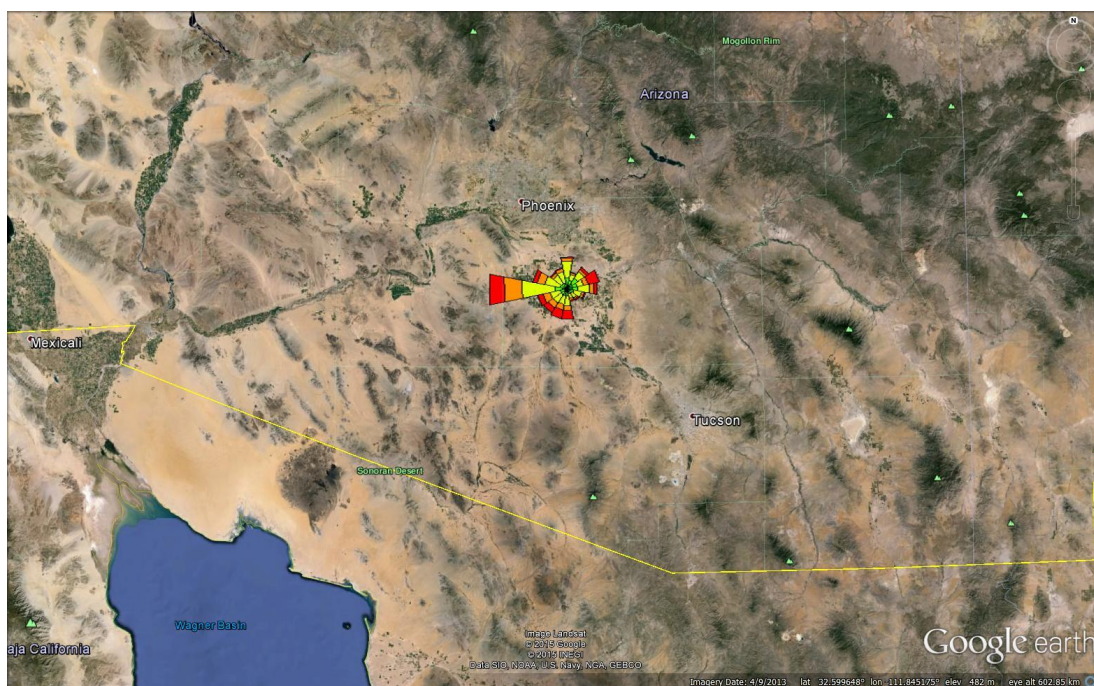 N
Mogollon Rim
Arizona
Phoenix
Mexicali
Tucson
Sonoran Desert
Wagner Basin
aja California
Image Landsat
© 2015 Google
© 2015 INEGI
Data SIO, NOAA, U.S. Navy, NGA, GEBCO
Google earth
Imagery Date: 4/9/2013 lat 32.599648° lon -111.845175° elev 482 m eye alt 602.85 km